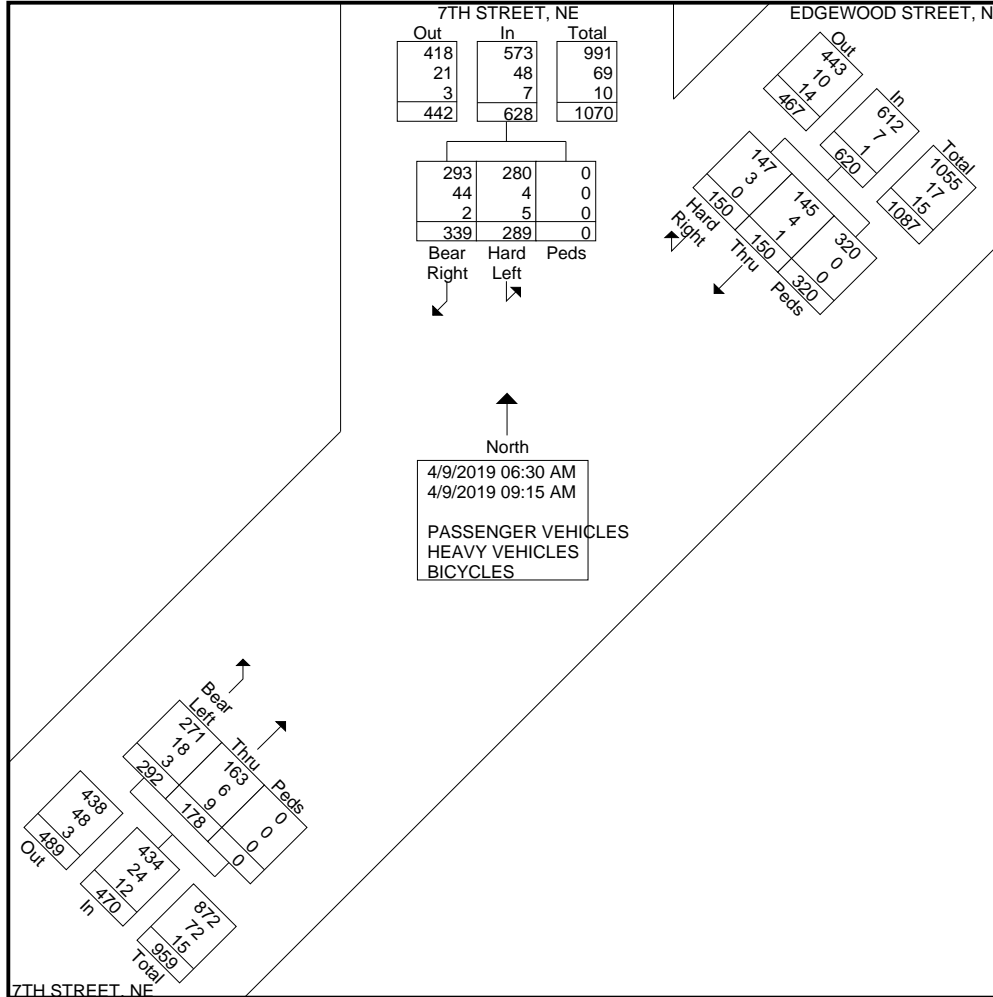 7TH STREET, NE
Out In Total
418 573 991
21 48 69
3 7 10
442 628 1070
293 280 0
44 4 0
2 5 0
339 289 0
Bear Hard Peds
Right Left
EDGEWOOD STREET, N
Out
443
10
14
467
In
612
7
1
620
Total
1055
17
15
1087
147 145 320
3 4 0
0 1 0
150 150 320
Hard Thru Peds
Right
North
4/9/2019 06:30 AM
4/9/2019 09:15 AM
PASSENGER VEHICLES
HEAVY VEHICLES
BICYCLES
Bear Thru Peds
Left
271 163 0
18 6 0
3 9 0
292 178 0
438
48
3
489
Out
434
24
12
470
In
872
72
15
959
Total
7TH STREET, NE